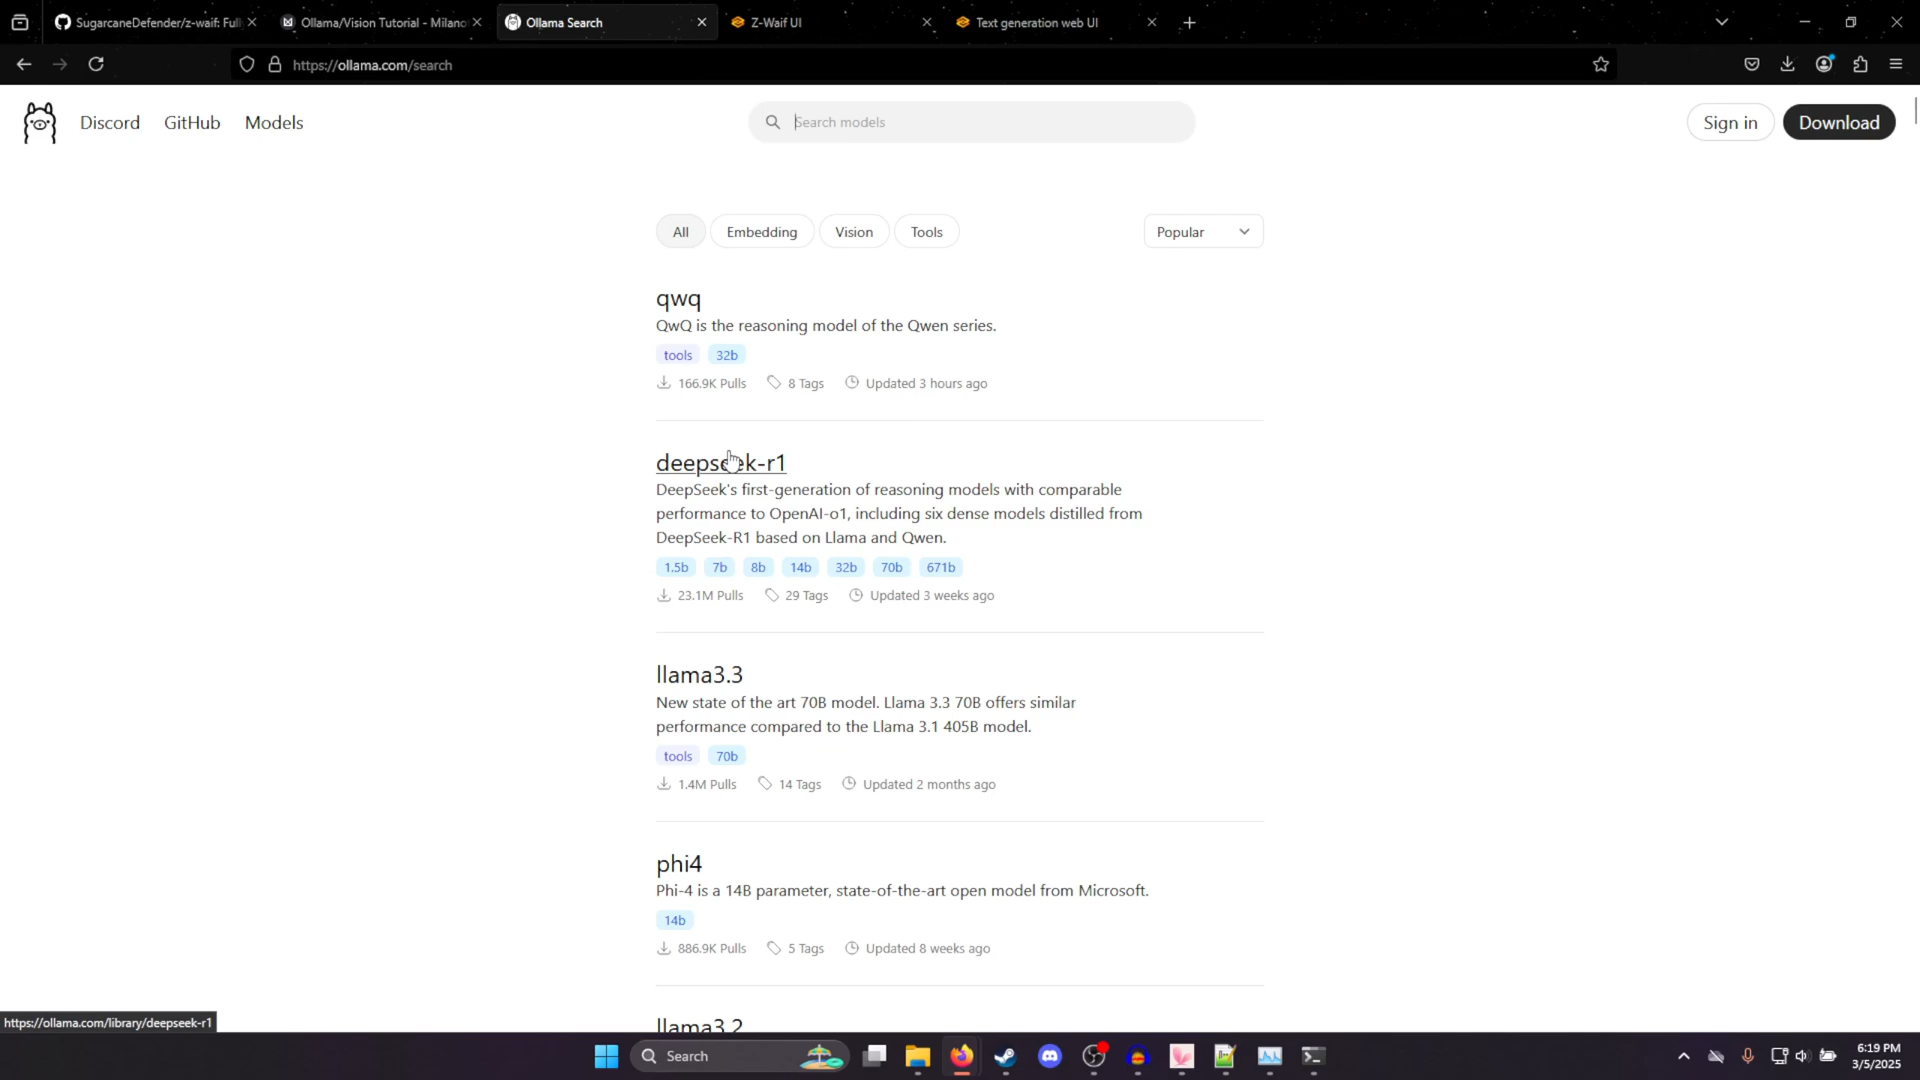 SugarcaneDefender/z-waif: Full
Ollama/Vision Tutorial - Milano
Ollama Search
Z-Waif UI
Text generation web UI
https://ollama.com/search
Discord
GitHub
Models
Search models
Sign in
Download
All
Embedding
Vision
Tools
Popular
qwq
QwQ is the reasoning model of the Qwen series.
tools 32b
166.9K Pulls 8 Tags Updated 3 hours ago
deepseek-r1
DeepSeek's first-generation of reasoning models with comparable
performance to OpenAI-o1, including six dense models distilled from
DeepSeek-R1 based on Llama and Qwen.
1.5b 7b 8b 14b 32b 70b 671b
23.1M Pulls 29 Tags Updated 3 weeks ago
llama3.3
New state of the art 70B model. Llama 3.3 70B offers similar
performance compared to the Llama 3.1 405B model.
tools 70b
1.4M Pulls 14 Tags Updated 2 months ago
phi4
Phi-4 is a 14B parameter, state-of-the-art open model from Microsoft.
14b
886.9K Pulls 5 Tags Updated 8 weeks ago
llama3.2
https://ollama.com/library/deepseek-r1
Search
6:19 PM
3/5/2025